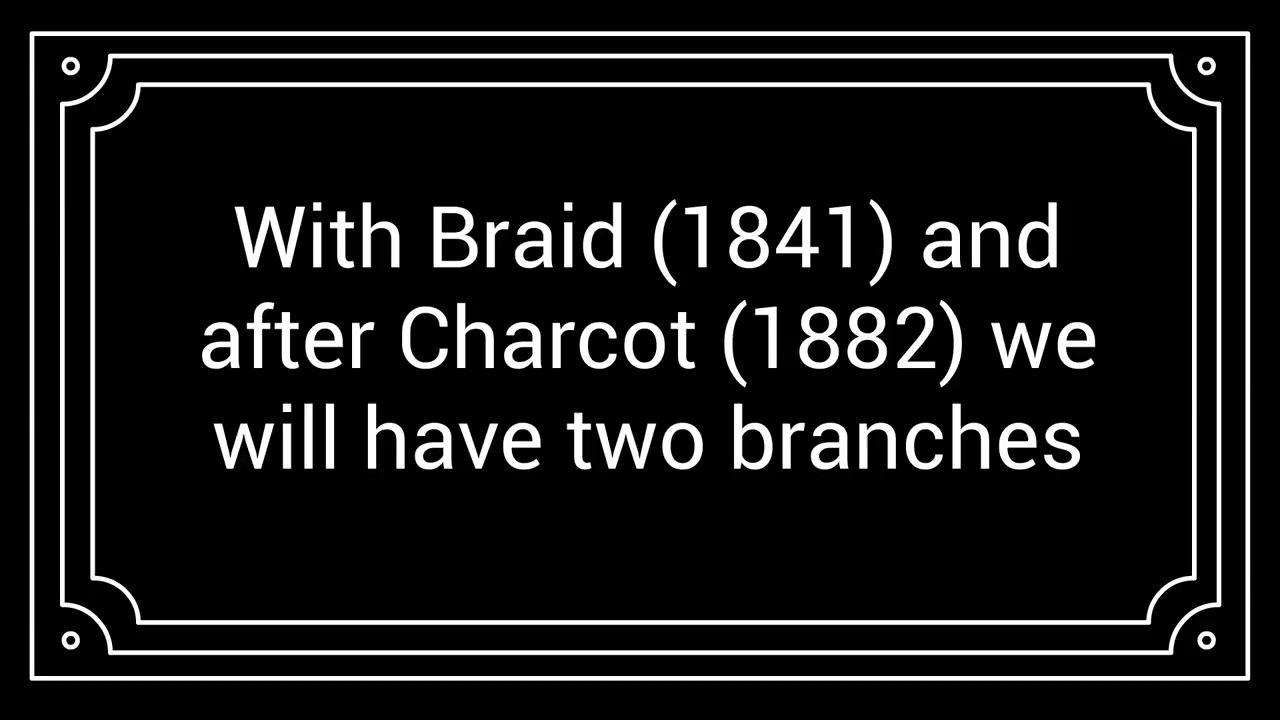 With Braid (1841) and
after Charcot (1882) we
will have two branches